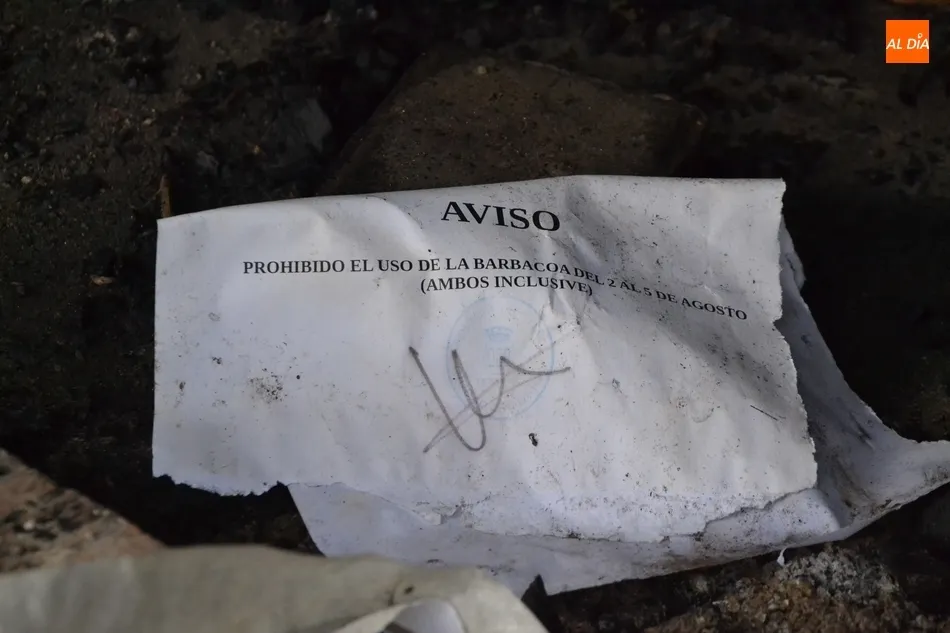 AL DÍA
AVISO
PROHIBIDO EL USO DE LA BARBACOA DEL 2 AL 5 DE AGOSTO
(AMBOS INCLUSIVE)